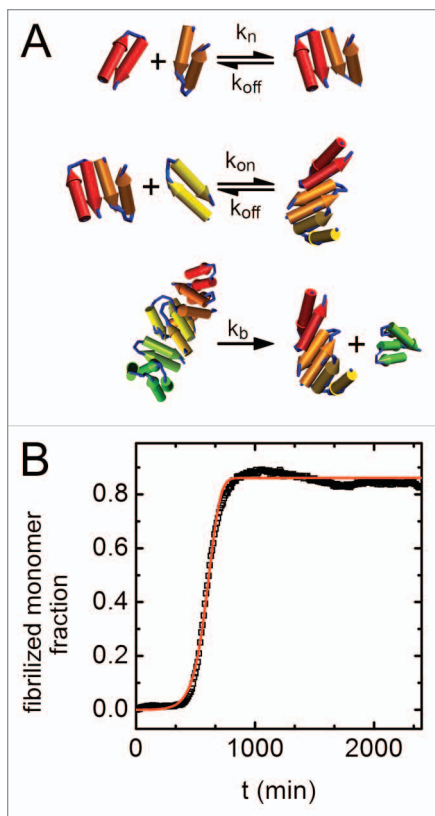 A
+ kn koff
+ kon koff
kb +
B
fibrilized monomer
fraction
0.8
0.6
0.4
0.2
0.0
0 1000 2000
t (min)